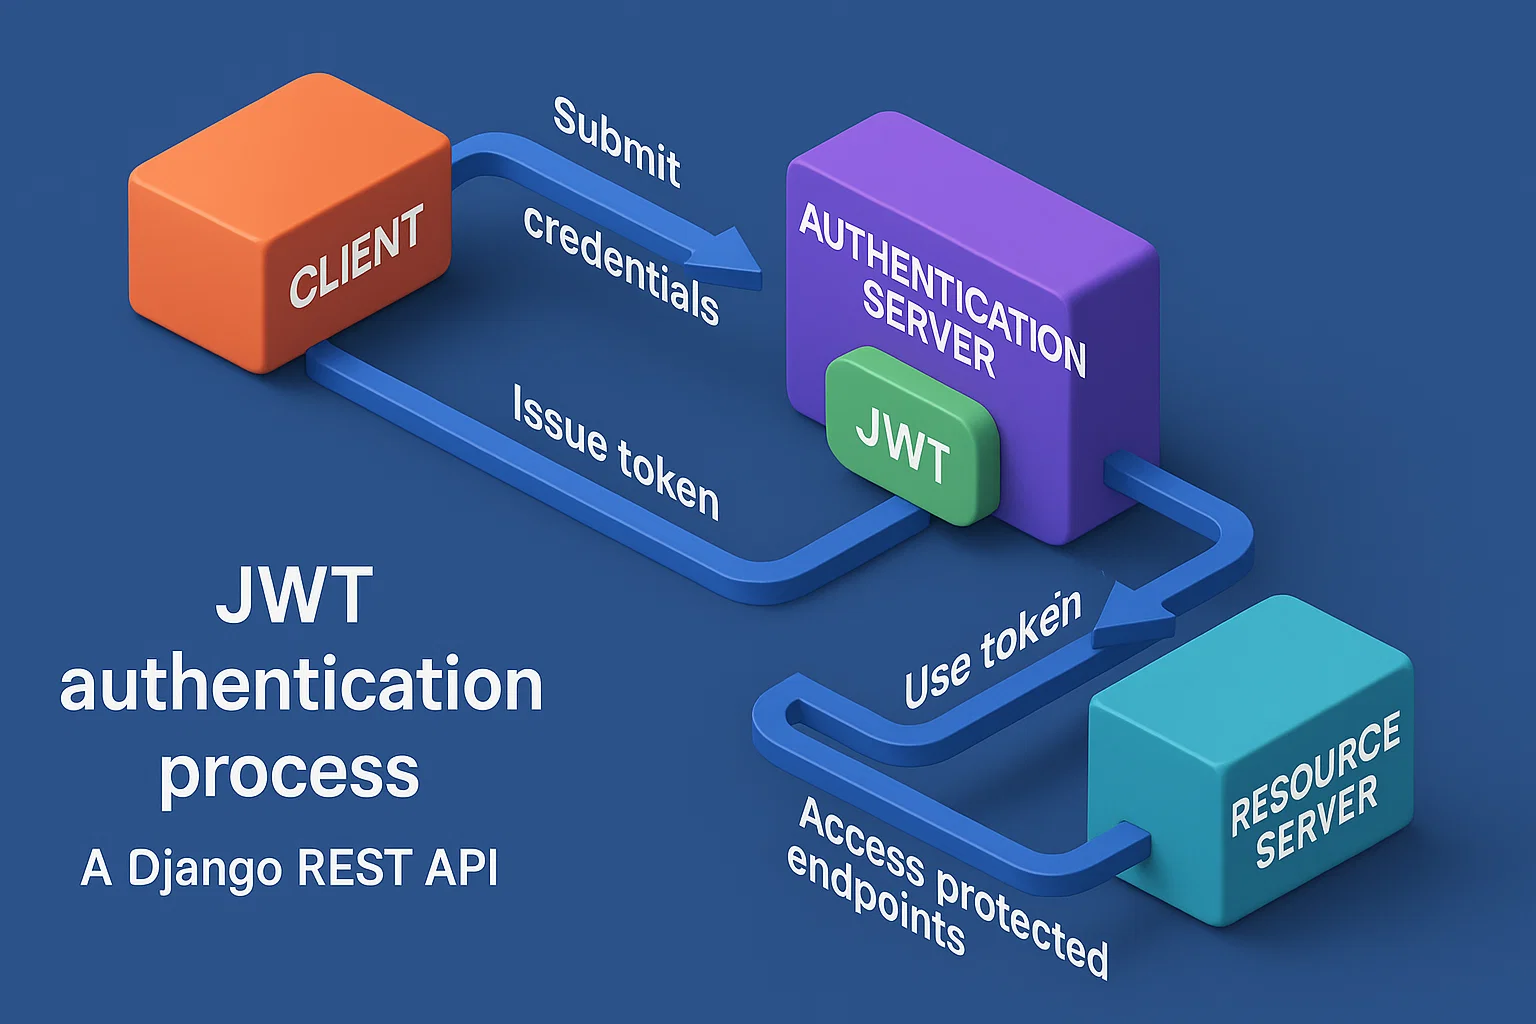 Submit
credentials
CLIENT
AUTHENTICATION
SERVER
JWT
Issue token
JWT
authentication
process
A Django REST API
Use token
RESOURCE
SERVER
Access protected
endpoints